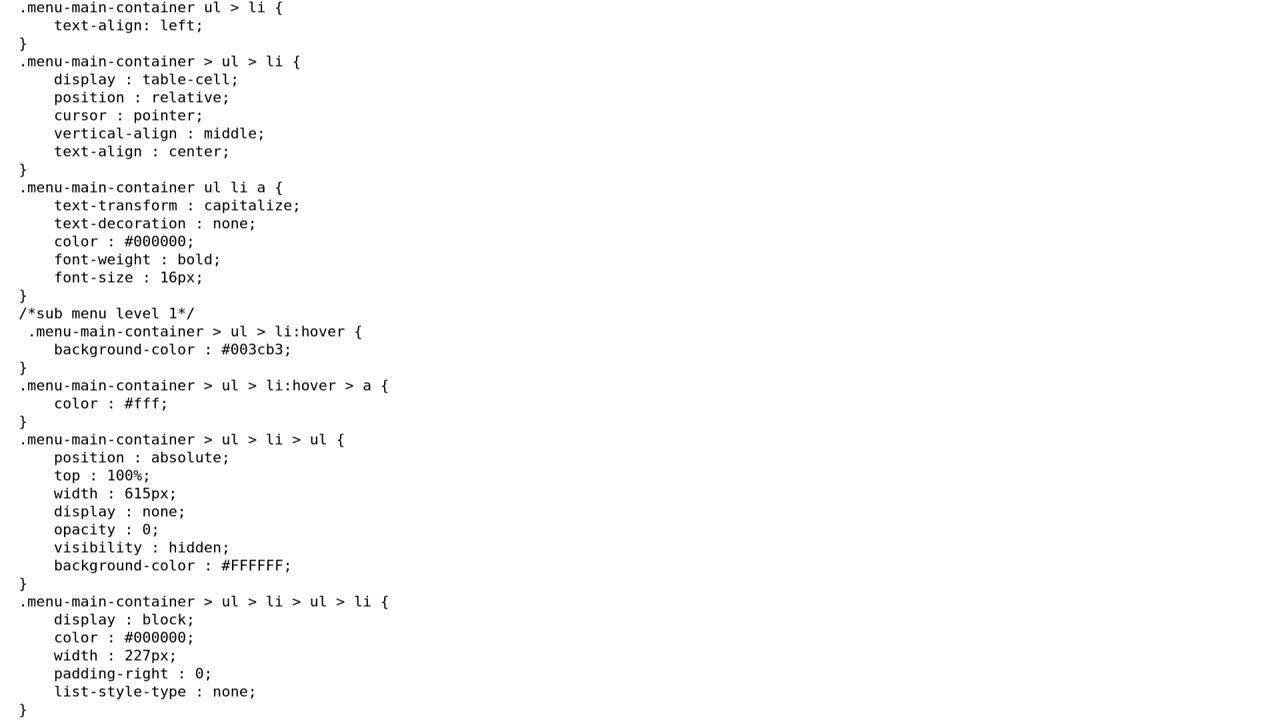 .menu-main-container ul > li {
    text-align: left;
}
.menu-main-container > ul > li {
    display : table-cell;
    position : relative;
    cursor : pointer;
    vertical-align : middle;
    text-align : center;
}
.menu-main-container ul li a {
    text-transform : capitalize;
    text-decoration : none;
    color : #000000;
    font-weight : bold;
    font-size : 16px;
}
/*sub menu level 1*/
 .menu-main-container > ul > li:hover {
    background-color : #003cb3;
}
.menu-main-container > ul > li:hover > a {
    color : #fff;
}
.menu-main-container > ul > li > ul {
    position : absolute;
    top : 100%;
    width : 615px;
    display : none;
    opacity : 0;
    visibility : hidden;
    background-color : #FFFFFF;
}
.menu-main-container > ul > li > ul > li {
    display : block;
    color : #000000;
    width : 227px;
    padding-right : 0;
    list-style-type : none;
}